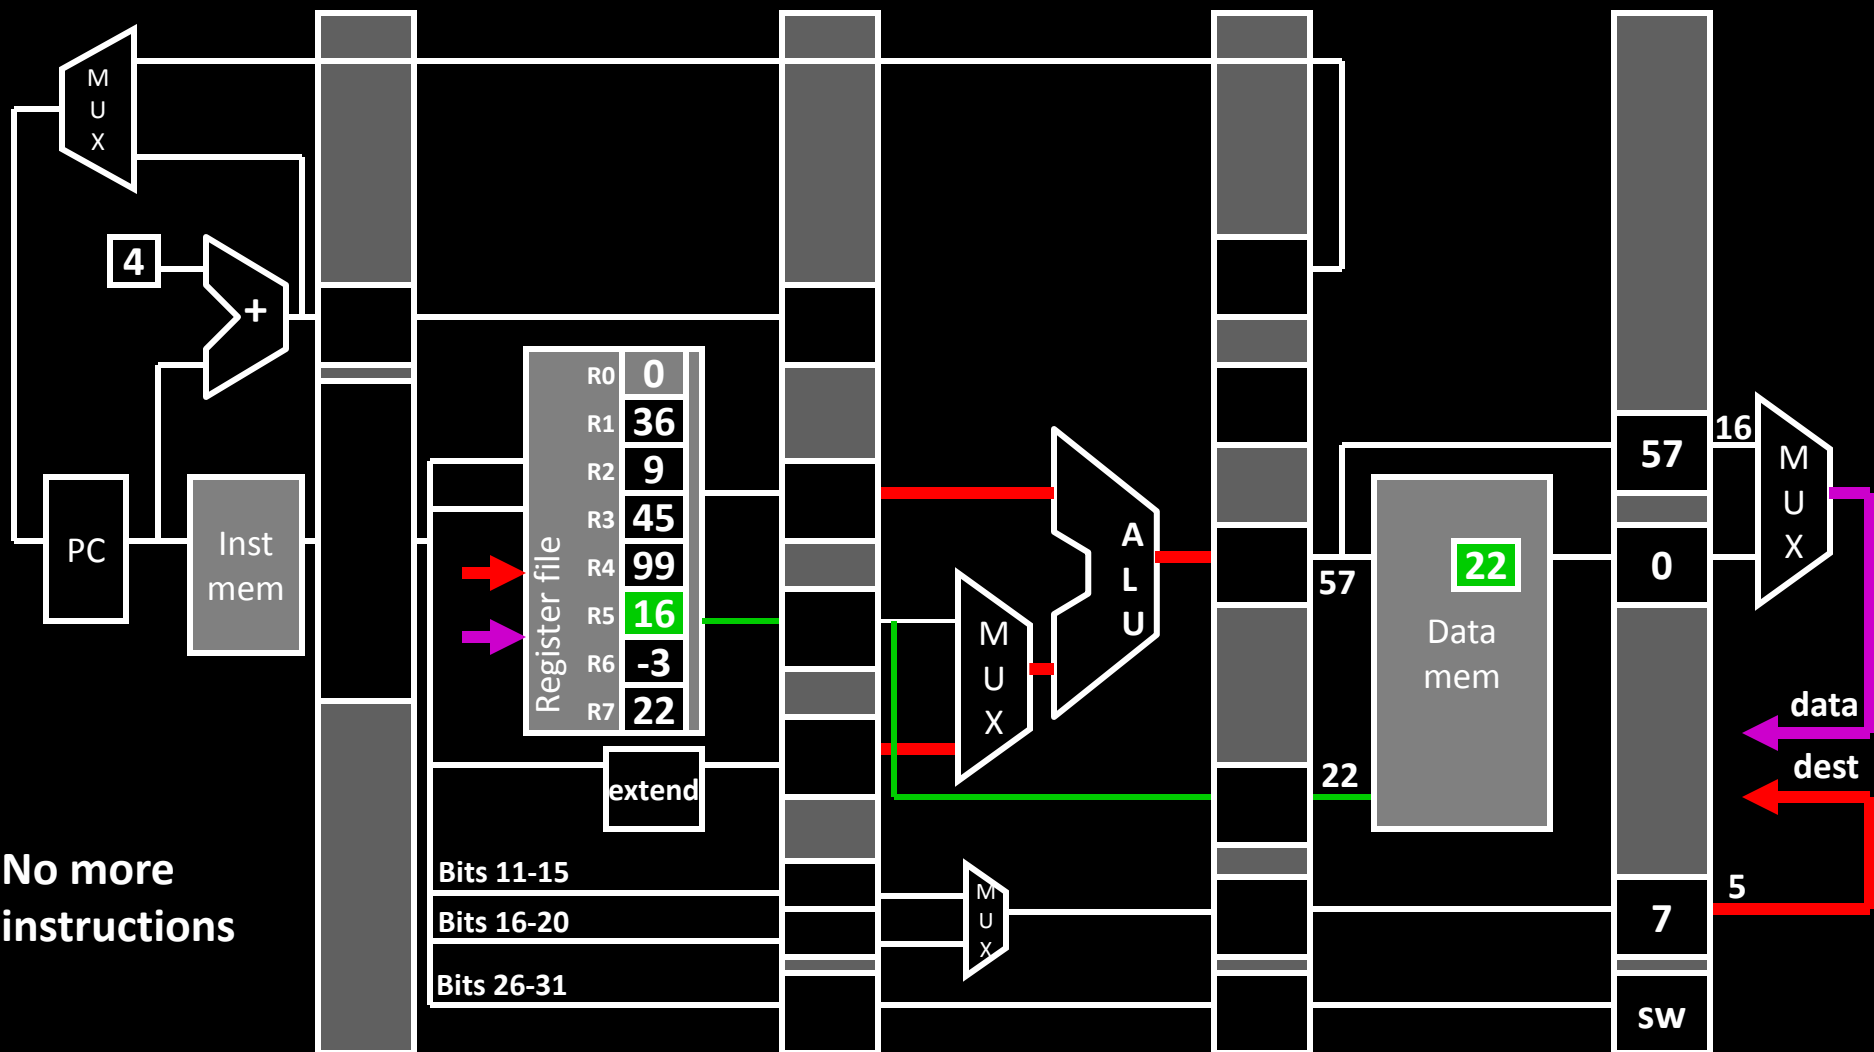 M
U
X
4
+
PC
Inst
mem
No more
instructions
Register file
R0 0
R1 36
R2 9
R3 45
R4 99
R5 16
R6 -3
R7 22
extend
Bits 11-15
Bits 16-20
Bits 26-31
M
U
X
A
L
U
M
U
X
57
22
22
Data
mem
57
0
7
sw
16
5
M
U
X
data
dest